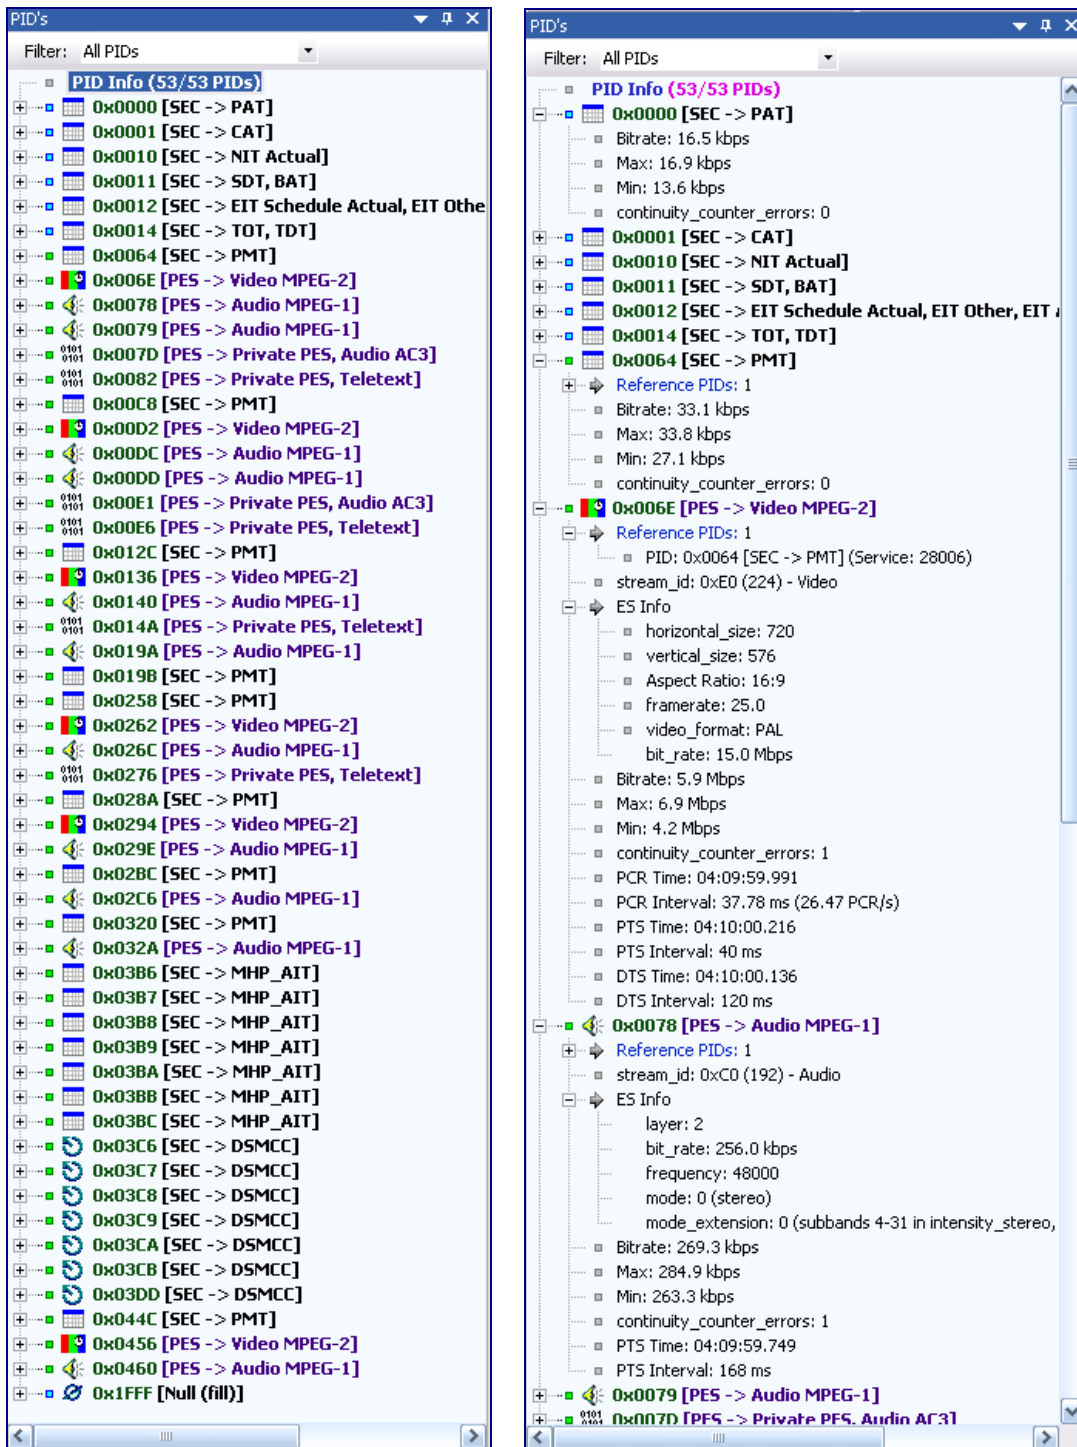 PID's
Filter: All PIDs
PID Info (53/53 PIDs)
0x0000 [SEC -> PAT]
0x0001 [SEC -> CAT]
0x0010 [SEC -> NIT Actual]
0x0011 [SEC -> SDT, BAT]
0x0012 [SEC -> EIT Schedule Actual, EIT Othe
0x0014 [SEC -> TOT, TDT]
0x0064 [SEC -> PMT]
0x006E [PES -> Video MPEG-2]
0x0078 [PES -> Audio MPEG-1]
0x0079 [PES -> Audio MPEG-1]
0x007D [PES -> Private PES, Audio AC3]
0x0082 [PES -> Private PES, Teletext]
0x00C8 [SEC -> PMT]
0x00D2 [PES -> Video MPEG-2]
0x00DC [PES -> Audio MPEG-1]
0x00DD [PES -> Audio MPEG-1]
0x00E1 [PES -> Private PES, Audio AC3]
0x00E6 [PES -> Private PES, Teletext]
0x012C [SEC -> PMT]
0x0136 [PES -> Video MPEG-2]
0x0140 [PES -> Audio MPEG-1]
0x014A [PES -> Private PES, Teletext]
0x019A [PES -> Audio MPEG-1]
0x019B [SEC -> PMT]
0x0258 [SEC -> PMT]
0x0262 [PES -> Video MPEG-2]
0x026C [PES -> Audio MPEG-1]
0x0276 [PES -> Private PES, Teletext]
0x028A [SEC -> PMT]
0x0294 [PES -> Video MPEG-2]
0x029E [PES -> Audio MPEG-1]
0x02BC [SEC -> PMT]
0x02C6 [PES -> Audio MPEG-1]
0x0320 [SEC -> PMT]
0x032A [PES -> Audio MPEG-1]
0x03B6 [SEC -> MHP_AIT]
0x03B7 [SEC -> MHP_AIT]
0x03B8 [SEC -> MHP_AIT]
0x03B9 [SEC -> MHP_AIT]
0x03BA [SEC -> MHP_AIT]
0x03BB [SEC -> MHP_AIT]
0x03BC [SEC -> MHP_AIT]
0x03C6 [SEC -> DSMCC]
0x03C7 [SEC -> DSMCC]
0x03C8 [SEC -> DSMCC]
0x03C9 [SEC -> DSMCC]
0x03CA [SEC -> DSMCC]
0x03CB [SEC -> DSMCC]
0x03DD [SEC -> DSMCC]
0x044C [SEC -> PMT]
0x0456 [PES -> Video MPEG-2]
0x0460 [PES -> Audio MPEG-1]
0x1FFF [Null (fill)]
PID's
Filter: All PIDs
PID Info (53/53 PIDs)
0x0000 [SEC -> PAT]
Bitrate: 16.5 kbps
Max: 16.9 kbps
Min: 13.6 kbps
continuity_counter_errors: 0
0x0001 [SEC -> CAT]
0x0010 [SEC -> NIT Actual]
0x0011 [SEC -> SDT, BAT]
0x0012 [SEC -> EIT Schedule Actual, EIT Other, EIT
0x0014 [SEC -> TOT, TDT]
0x0064 [SEC -> PMT]
Reference PIDs: 1
Bitrate: 33.1 kbps
Max: 33.8 kbps
Min: 27.1 kbps
continuity_counter_errors: 0
0x006E [PES -> Video MPEG-2]
Reference PIDs: 1
PID: 0x0064 [SEC -> PMT] (Service: 28006)
stream_id: 0xE0 (224) - Video
ES Info
horizontal_size: 720
vertical_size: 576
Aspect Ratio: 16:9
framerate: 25.0
video_format: PAL
bit_rate: 15.0 Mbps
Bitrate: 5.9 Mbps
Max: 6.9 Mbps
Min: 4.2 Mbps
continuity_counter_errors: 1
PCR Time: 04:09:59.991
PCR Interval: 37.78 ms (26.47 PCR/s)
PTS Time: 04:10:00.216
PTS Interval: 40 ms
DTS Time: 04:10:00.136
DTS Interval: 120 ms
0x0078 [PES -> Audio MPEG-1]
Reference PIDs: 1
stream_id: 0xC0 (192) - Audio
ES Info
layer: 2
bit_rate: 256.0 kbps
frequency: 48000
mode: 0 (stereo)
mode_extension: 0 (subbands 4-31 in intensity_stereo,
Bitrate: 269.3 kbps
Max: 284.9 kbps
Min: 263.3 kbps
continuity_counter_errors: 1
PTS Time: 04:09:59.749
PTS Interval: 168 ms
0x0079 [PES -> Audio MPEG-1]
0x007D [PES -> Private PES, Audio AC3]